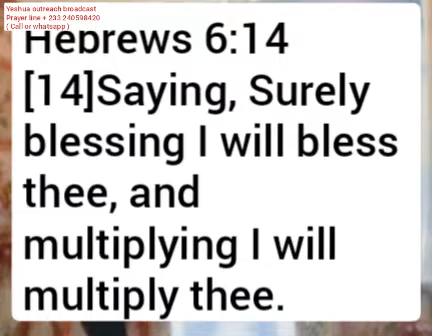 Yeshua outreach broadcast
Prayer line + 233 240598420
( Call or whatsapp )
Hebrews 6:14
[14]Saying, Surely
blessing I will bless
thee, and
multiplying I will
multiply thee.